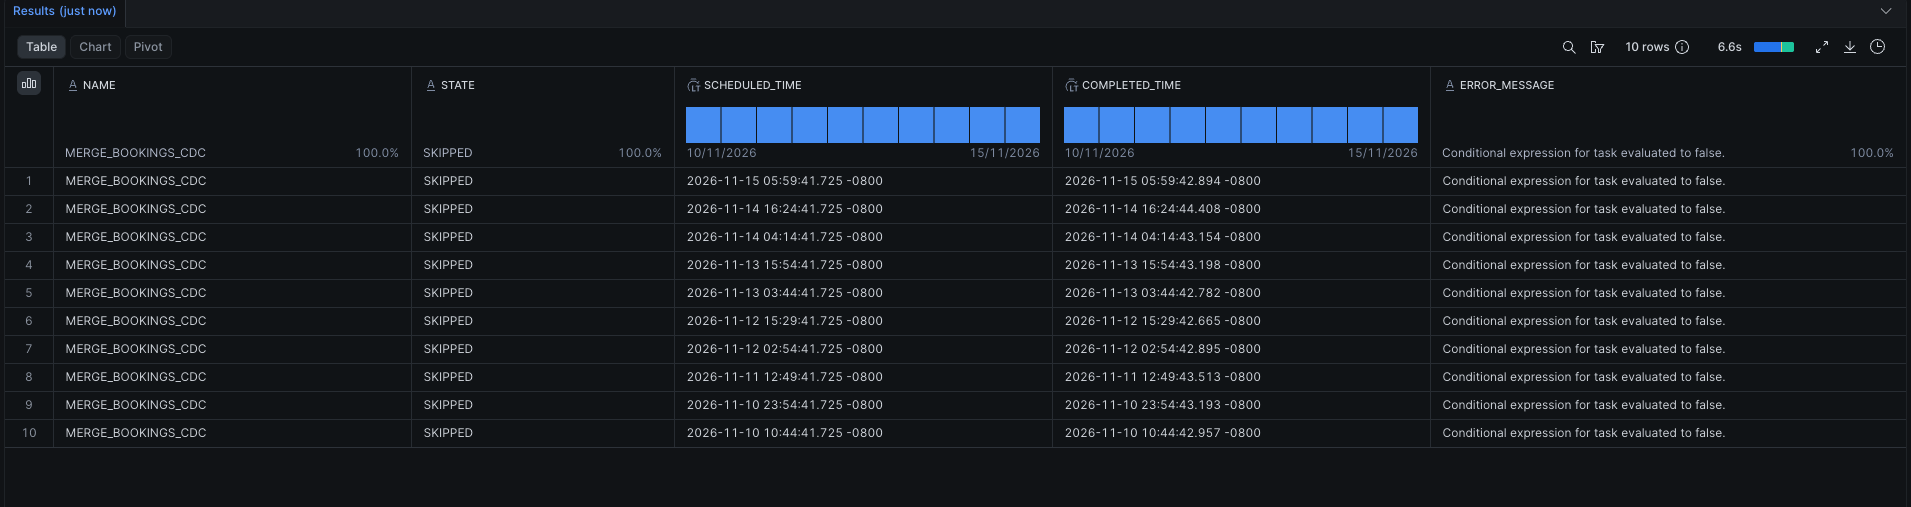 Results (just now)
Table Chart Pivot 10 rows 6.6s
NAME STATE SCHEDULED_TIME COMPLETED_TIME ERROR_MESSAGE
MERGE_BOOKINGS_CDC 100.0% SKIPPED 100.0% 10/11/2026 15/11/2026 10/11/2026 15/11/2026 Conditional expression for task evaluated to false. 100.0%
1 MERGE_BOOKINGS_CDC SKIPPED 2026-11-15 05:59:41.725 -0800 2026-11-15 05:59:42.894 -0800 Conditional expression for task evaluated to false.
2 MERGE_BOOKINGS_CDC SKIPPED 2026-11-14 16:24:41.725 -0800 2026-11-14 16:24:44.408 -0800 Conditional expression for task evaluated to false.
3 MERGE_BOOKINGS_CDC SKIPPED 2026-11-14 04:14:41.725 -0800 2026-11-14 04:14:43.154 -0800 Conditional expression for task evaluated to false.
4 MERGE_BOOKINGS_CDC SKIPPED 2026-11-13 15:54:41.725 -0800 2026-11-13 15:54:43.198 -0800 Conditional expression for task evaluated to false.
5 MERGE_BOOKINGS_CDC SKIPPED 2026-11-13 03:44:41.725 -0800 2026-11-13 03:44:42.782 -0800 Conditional expression for task evaluated to false.
6 MERGE_BOOKINGS_CDC SKIPPED 2026-11-12 15:29:41.725 -0800 2026-11-12 15:29:42.665 -0800 Conditional expression for task evaluated to false.
7 MERGE_BOOKINGS_CDC SKIPPED 2026-11-12 02:54:41.725 -0800 2026-11-12 02:54:42.895 -0800 Conditional expression for task evaluated to false.
8 MERGE_BOOKINGS_CDC SKIPPED 2026-11-11 12:49:41.725 -0800 2026-11-11 12:49:43.513 -0800 Conditional expression for task evaluated to false.
9 MERGE_BOOKINGS_CDC SKIPPED 2026-11-10 23:54:41.725 -0800 2026-11-10 23:54:43.193 -0800 Conditional expression for task evaluated to false.
10 MERGE_BOOKINGS_CDC SKIPPED 2026-11-10 10:44:41.725 -0800 2026-11-10 10:44:42.957 -0800 Conditional expression for task evaluated to false.